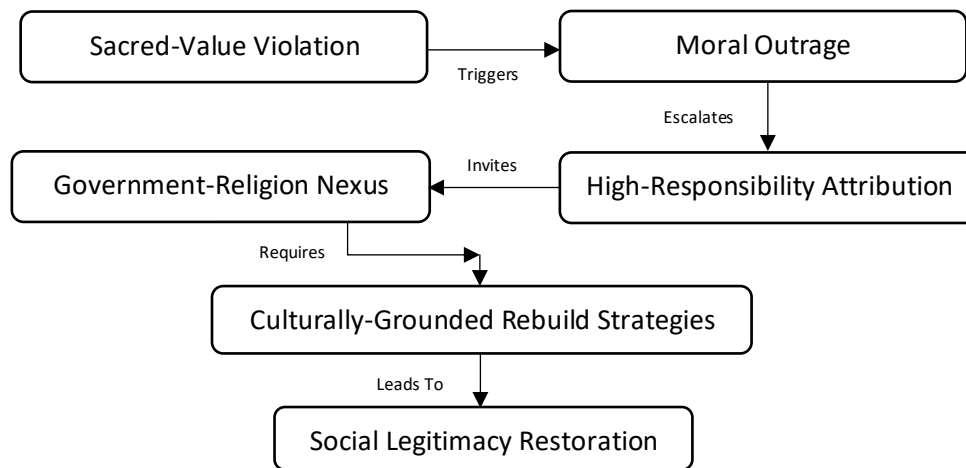 Sacred-Value Violation
Triggers
Moral Outrage
Escalates
High-Responsibility Attribution
Invites
Government-Religion Nexus
Requires
Culturally-Grounded Rebuild Strategies
Leads To
Social Legitimacy Restoration